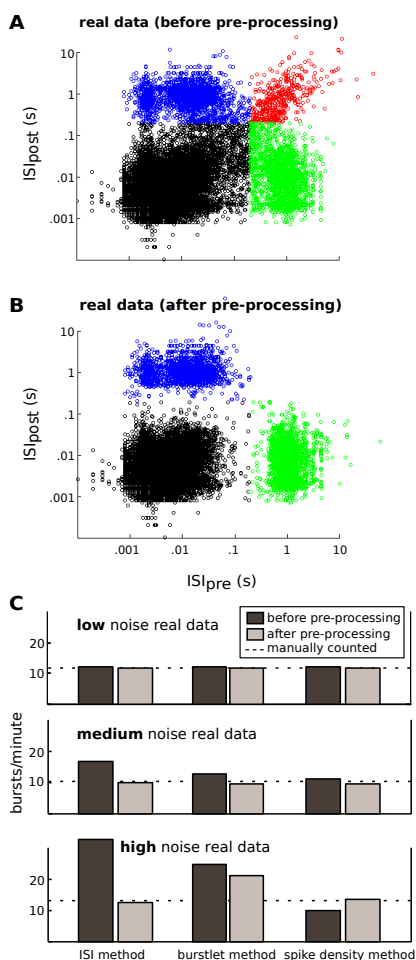 A
real data (before pre-processing)
10
1
.1
.01
.001
ISIpost (s)
B
real data (after pre-processing)
10
1
.1
.01
.001
ISIpost (s)
.001 .01 .1 1 10
ISIpre (s)
C
low noise real data
before pre-processing
after pre-processing
manually counted
20
10
medium noise real data
20
10
bursts/minute
high noise real data
20
10
ISI method burstlet method spike density method